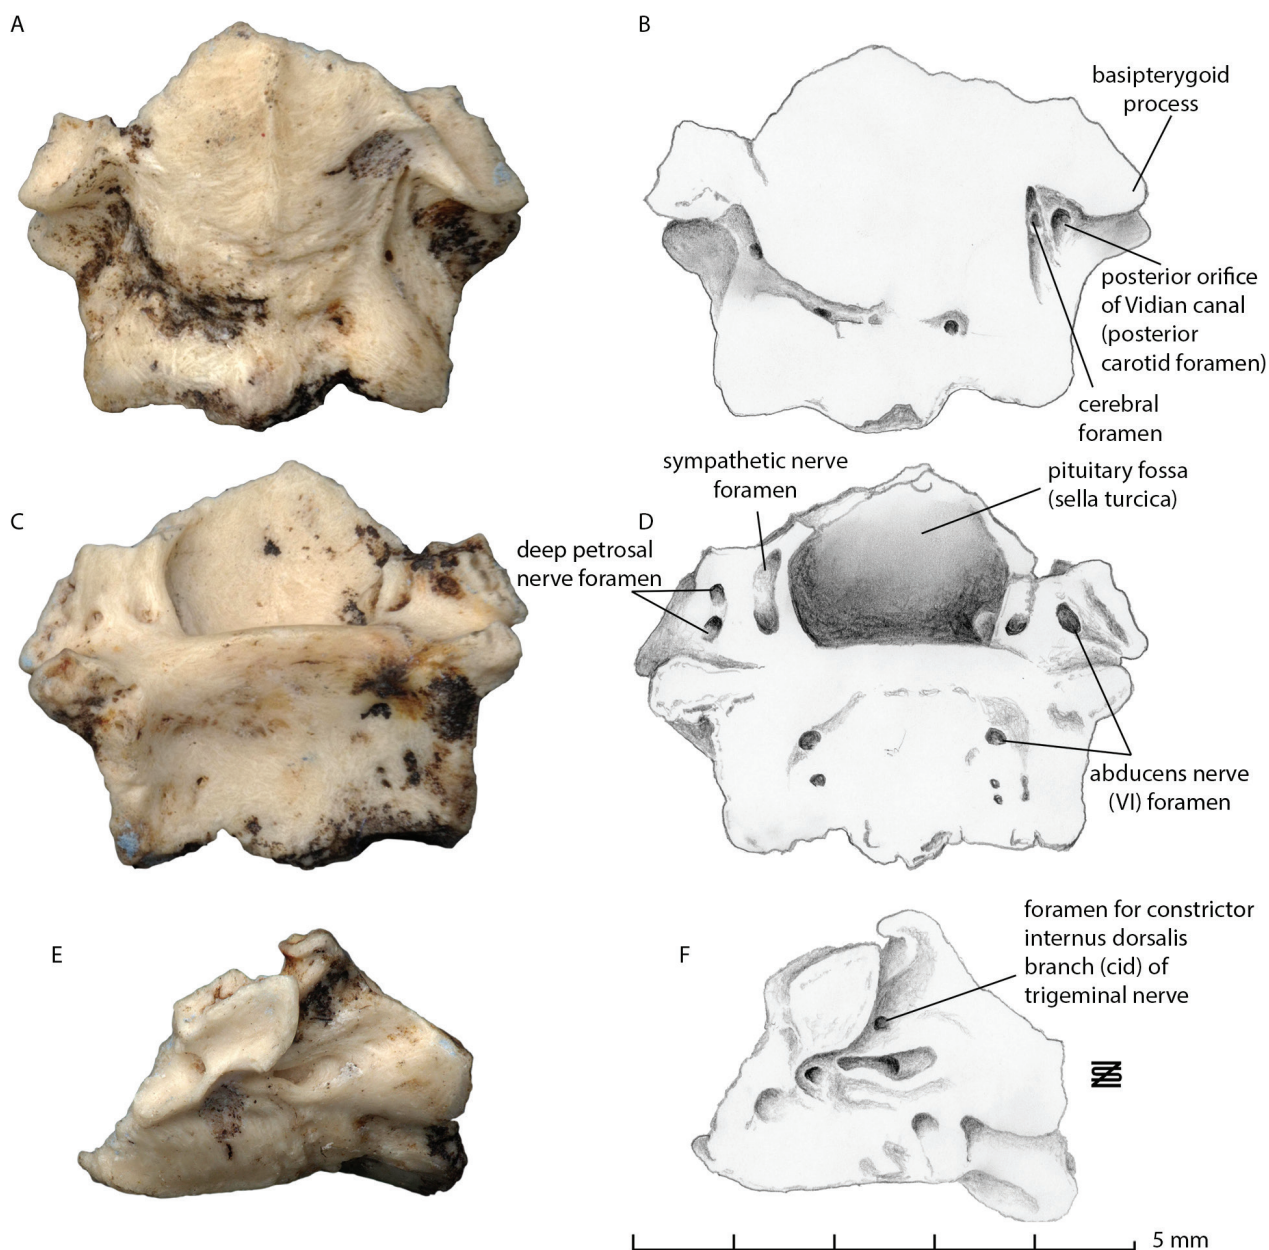 A
B
basipterygoid
process
posterior orifice
of Vidian canal
(posterior
carotid foramen)
cerebral
foramen
sympathetic nerve
foramen
pituitary fossa
(sella turcica)
C
D
deep petrosal
nerve foramen
abducens nerve
(VI) foramen
foramen for constrictor
internus dorsalis
branch (cid) of
trigeminal nerve
E
F
5 mm